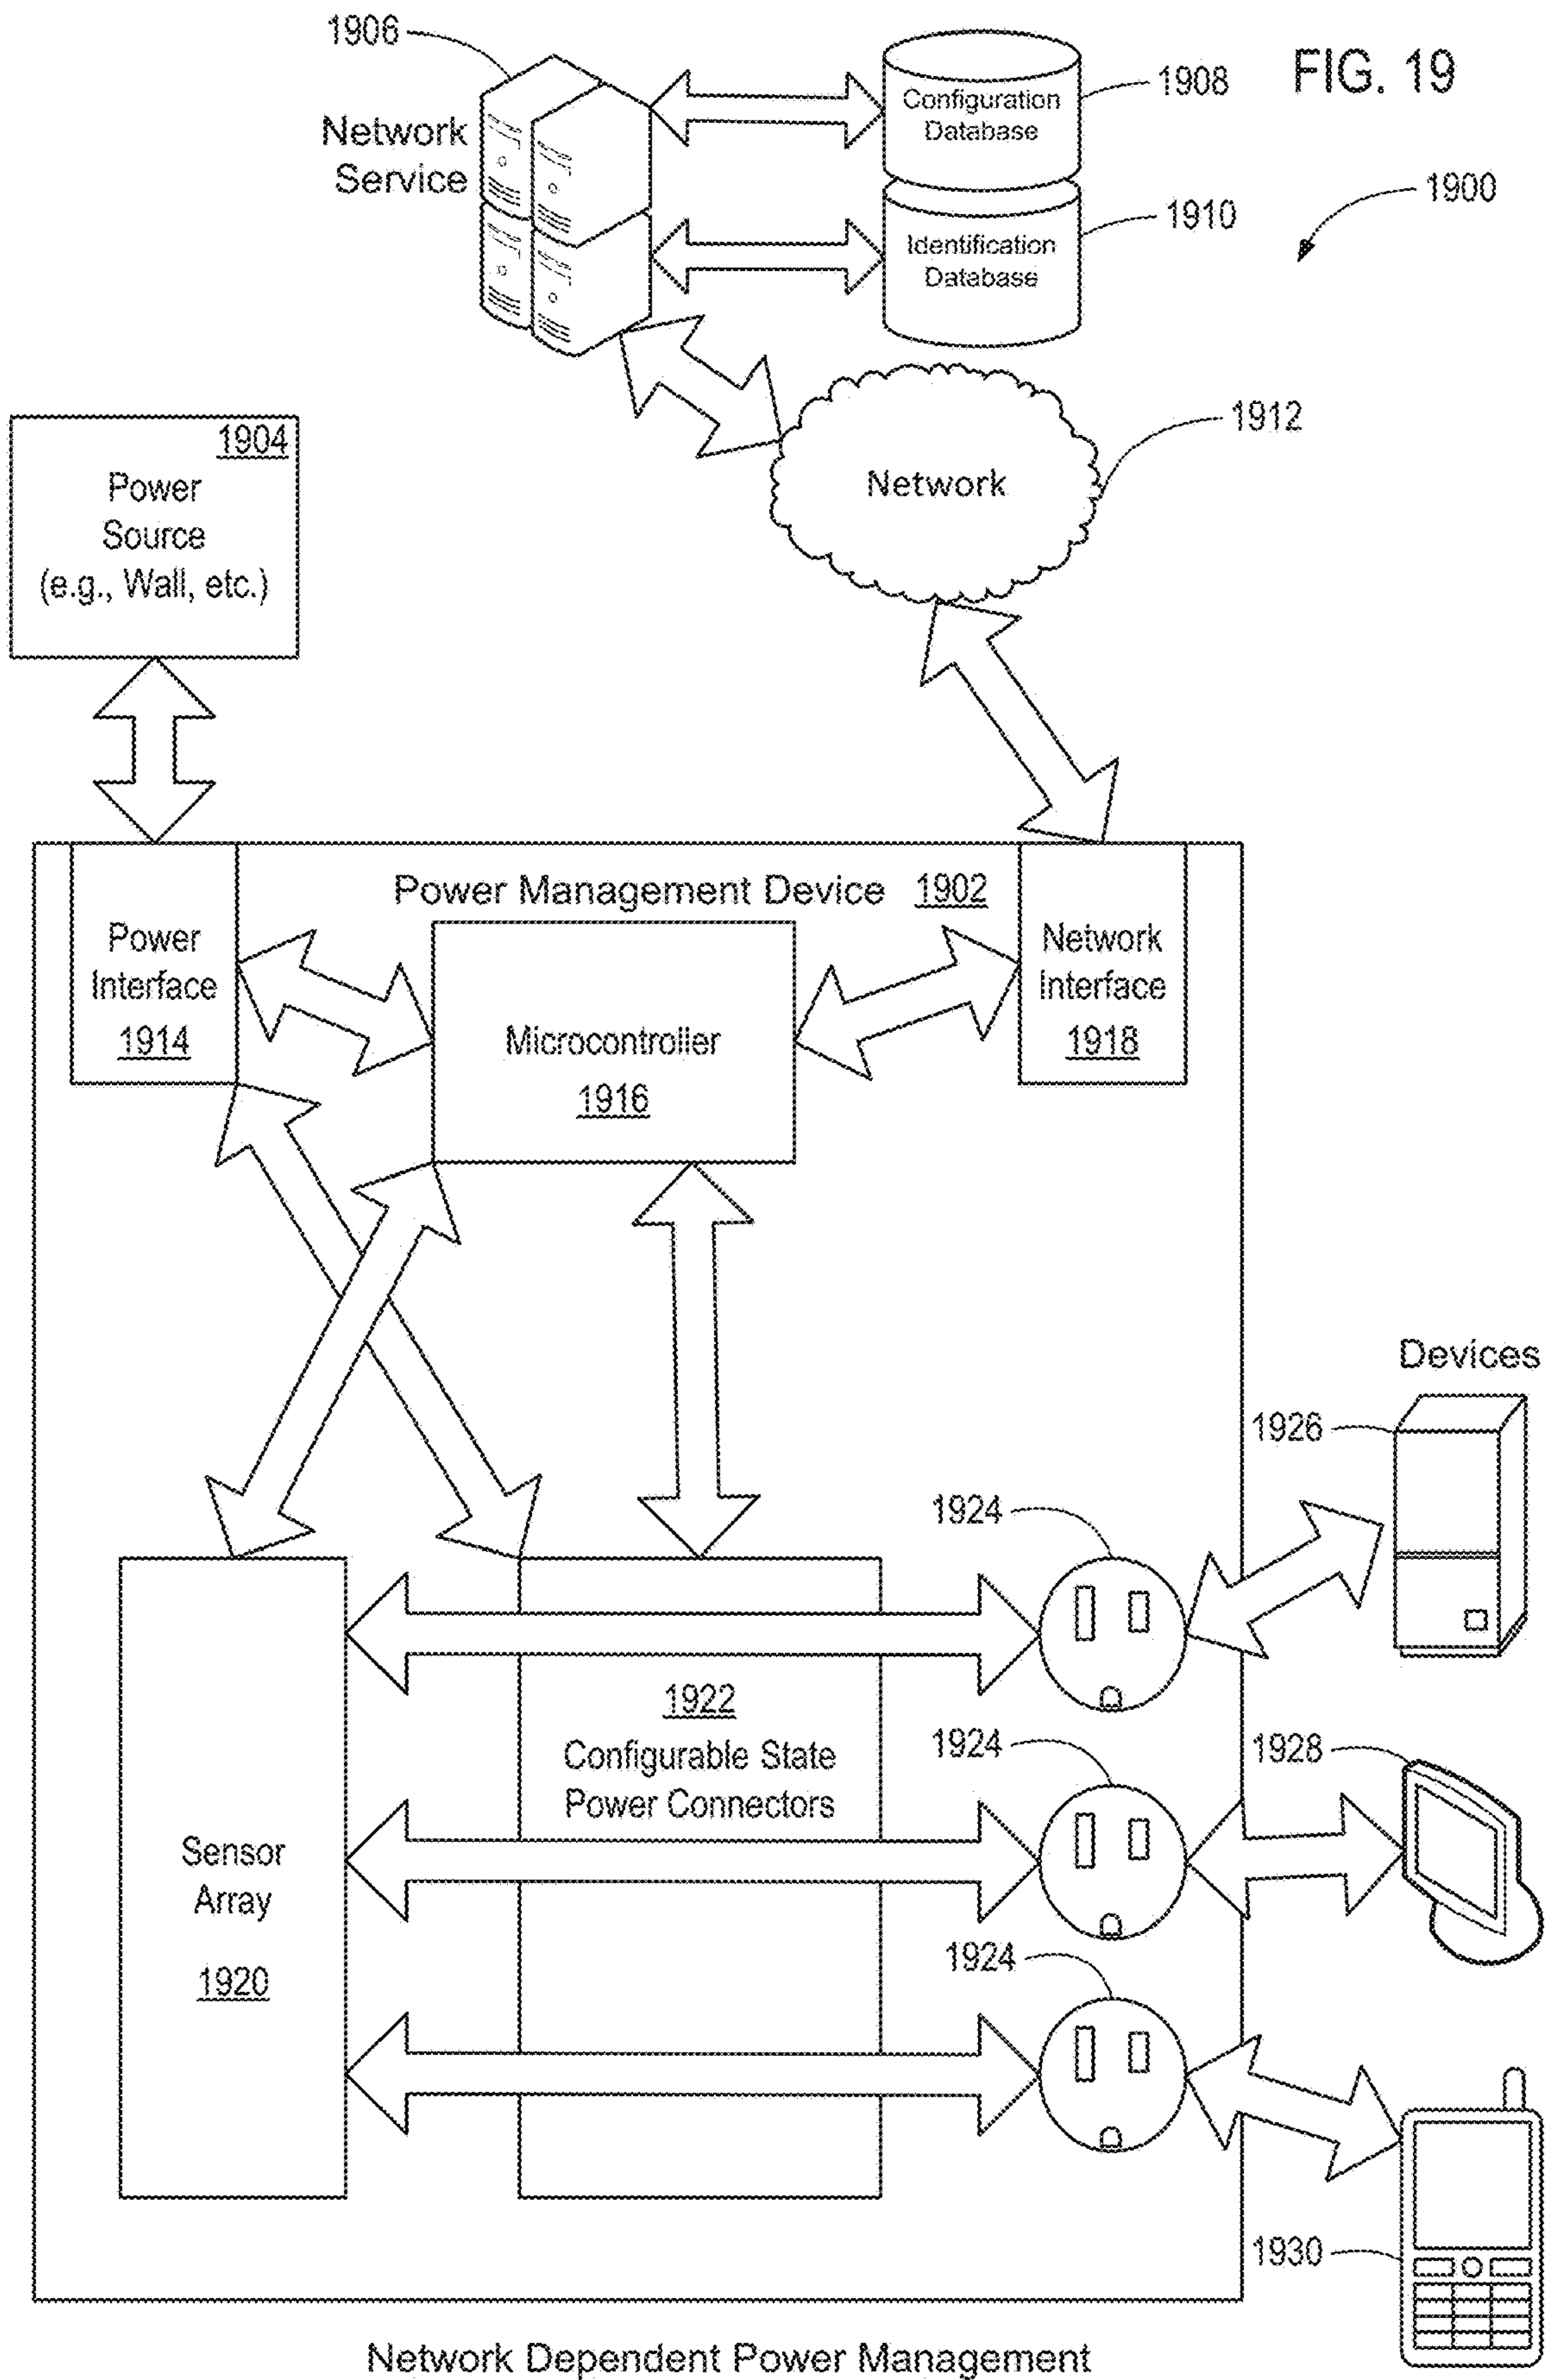 FIG. 19
1906
Network
Service
Configuration
Database
1908
1900
Identification
Database
1910
1904
Power
Source
(e.g., Wall, etc.)
Network
1912
Power Management Device 1902
Power
Interface
1914
Microcontroller
1916
Network
Interface
1918
Devices
1926
1924
1922
Configurable State
Power Connectors
1924
1928
Sensor
Array
1920
1924
1930
Network Dependent Power Management